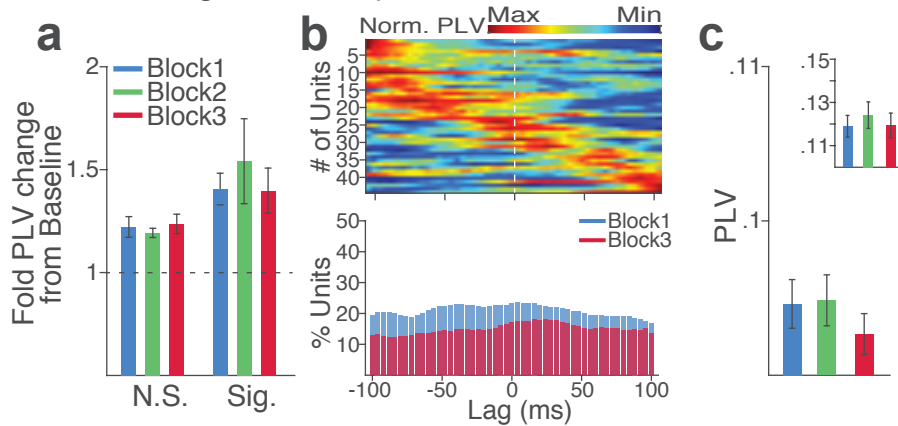 a
2
1.5
1
Fold PLV change
from Baseline
Block1
Block2
Block3
N.S.
Sig.
b
Norm. PLV
Max
Min
5
10
15
20
25
30
35
40
# of Units
50
40
30
20
10
% Units
Block1
Block3
-100
-50
0
50
100
Lag (ms)
c
.11
.1
PLV
.15
.13
.11